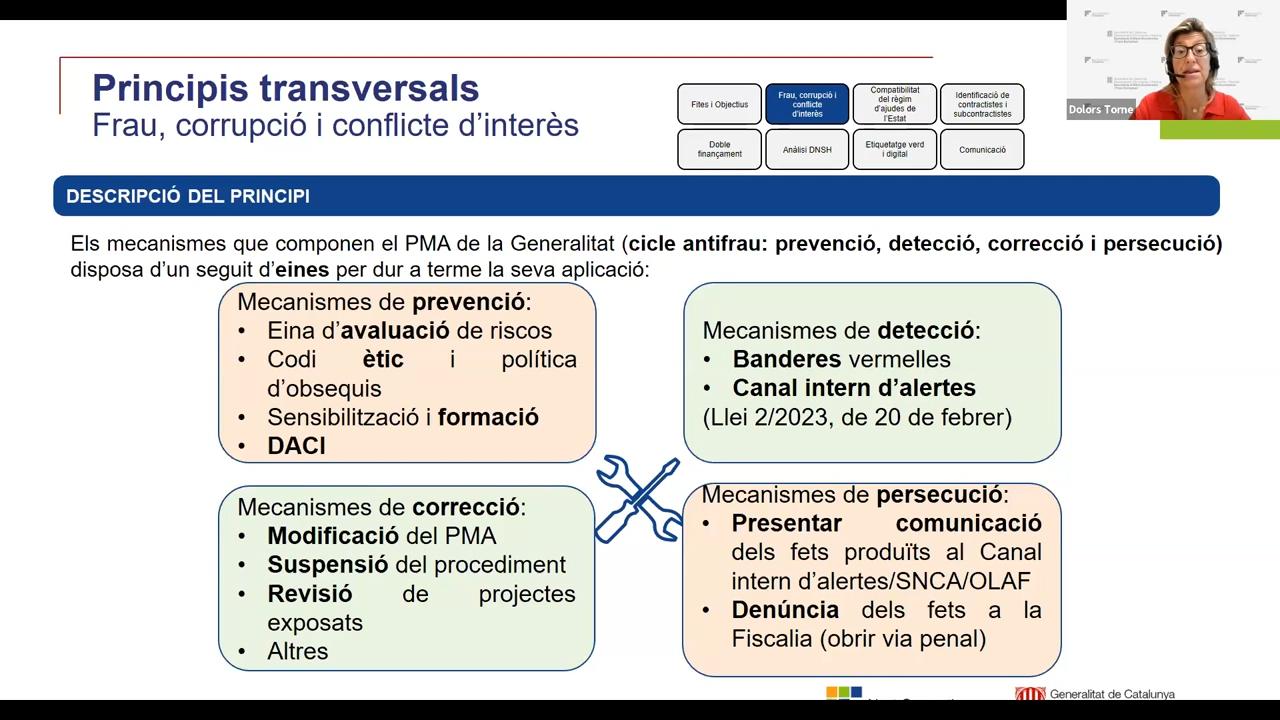 Principis transversals
Frau, corrupció i conflicte d'interès
Fites i Objectius
Frau, corrupció i
conflicte
d'interès
Compatibilitat
del règim
d'ajudes de
l'Estat
Identificació de
contractistes i
subcontractistes
Doble
finançament
Anàlisi DNSH
Etiquetatge verd
i digital
Comunicació
Dolors Torne
DESCRIPCIÓ DEL PRINCIPI
Els mecanismes que componen el PMA de la Generalitat (cicle antifrau: prevenció, detecció, correcció i persecució)
disposa d'un seguit d'eines per dur a terme la seva aplicació:
Mecanismes de prevenció:
• Eina d'avaluació de riscos
• Codi ètic i política
d'obsequis
• Sensibilització i formació
• DACI
Mecanismes de detecció:
• Banderes vermelles
• Canal intern d'alertes
(Llei 2/2023, de 20 de febrer)
Mecanismes de correcció:
• Modificació del PMA
• Suspensió del procediment
• Revisió de projectes
exposats
• Altres
Mecanismes de persecució:
• Presentar comunicació
dels fets produïts al Canal
intern d'alertes/SNCA/OLAF
• Denúncia dels fets a la
Fiscalia (obrir via penal)
Generalitat de Catalunya